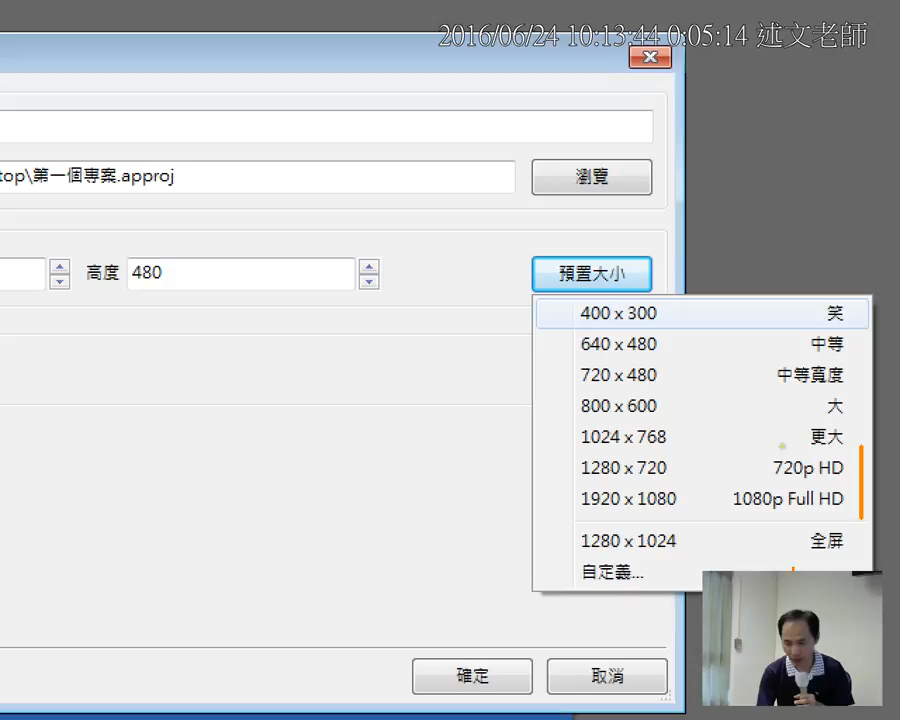 2016/06/24 10:13:44 0:05:14 述文老師
top\第一個專案.approj
瀏覽
高度 480
預置大小
400 x 300 笑
640 x 480 中等
720 x 480 中等寬度
800 x 600 大
1024 x 768 更大
1280 x 720 720p HD
1920 x 1080 1080p Full HD
1280 x 1024 全屏
自定義...
確定
取消